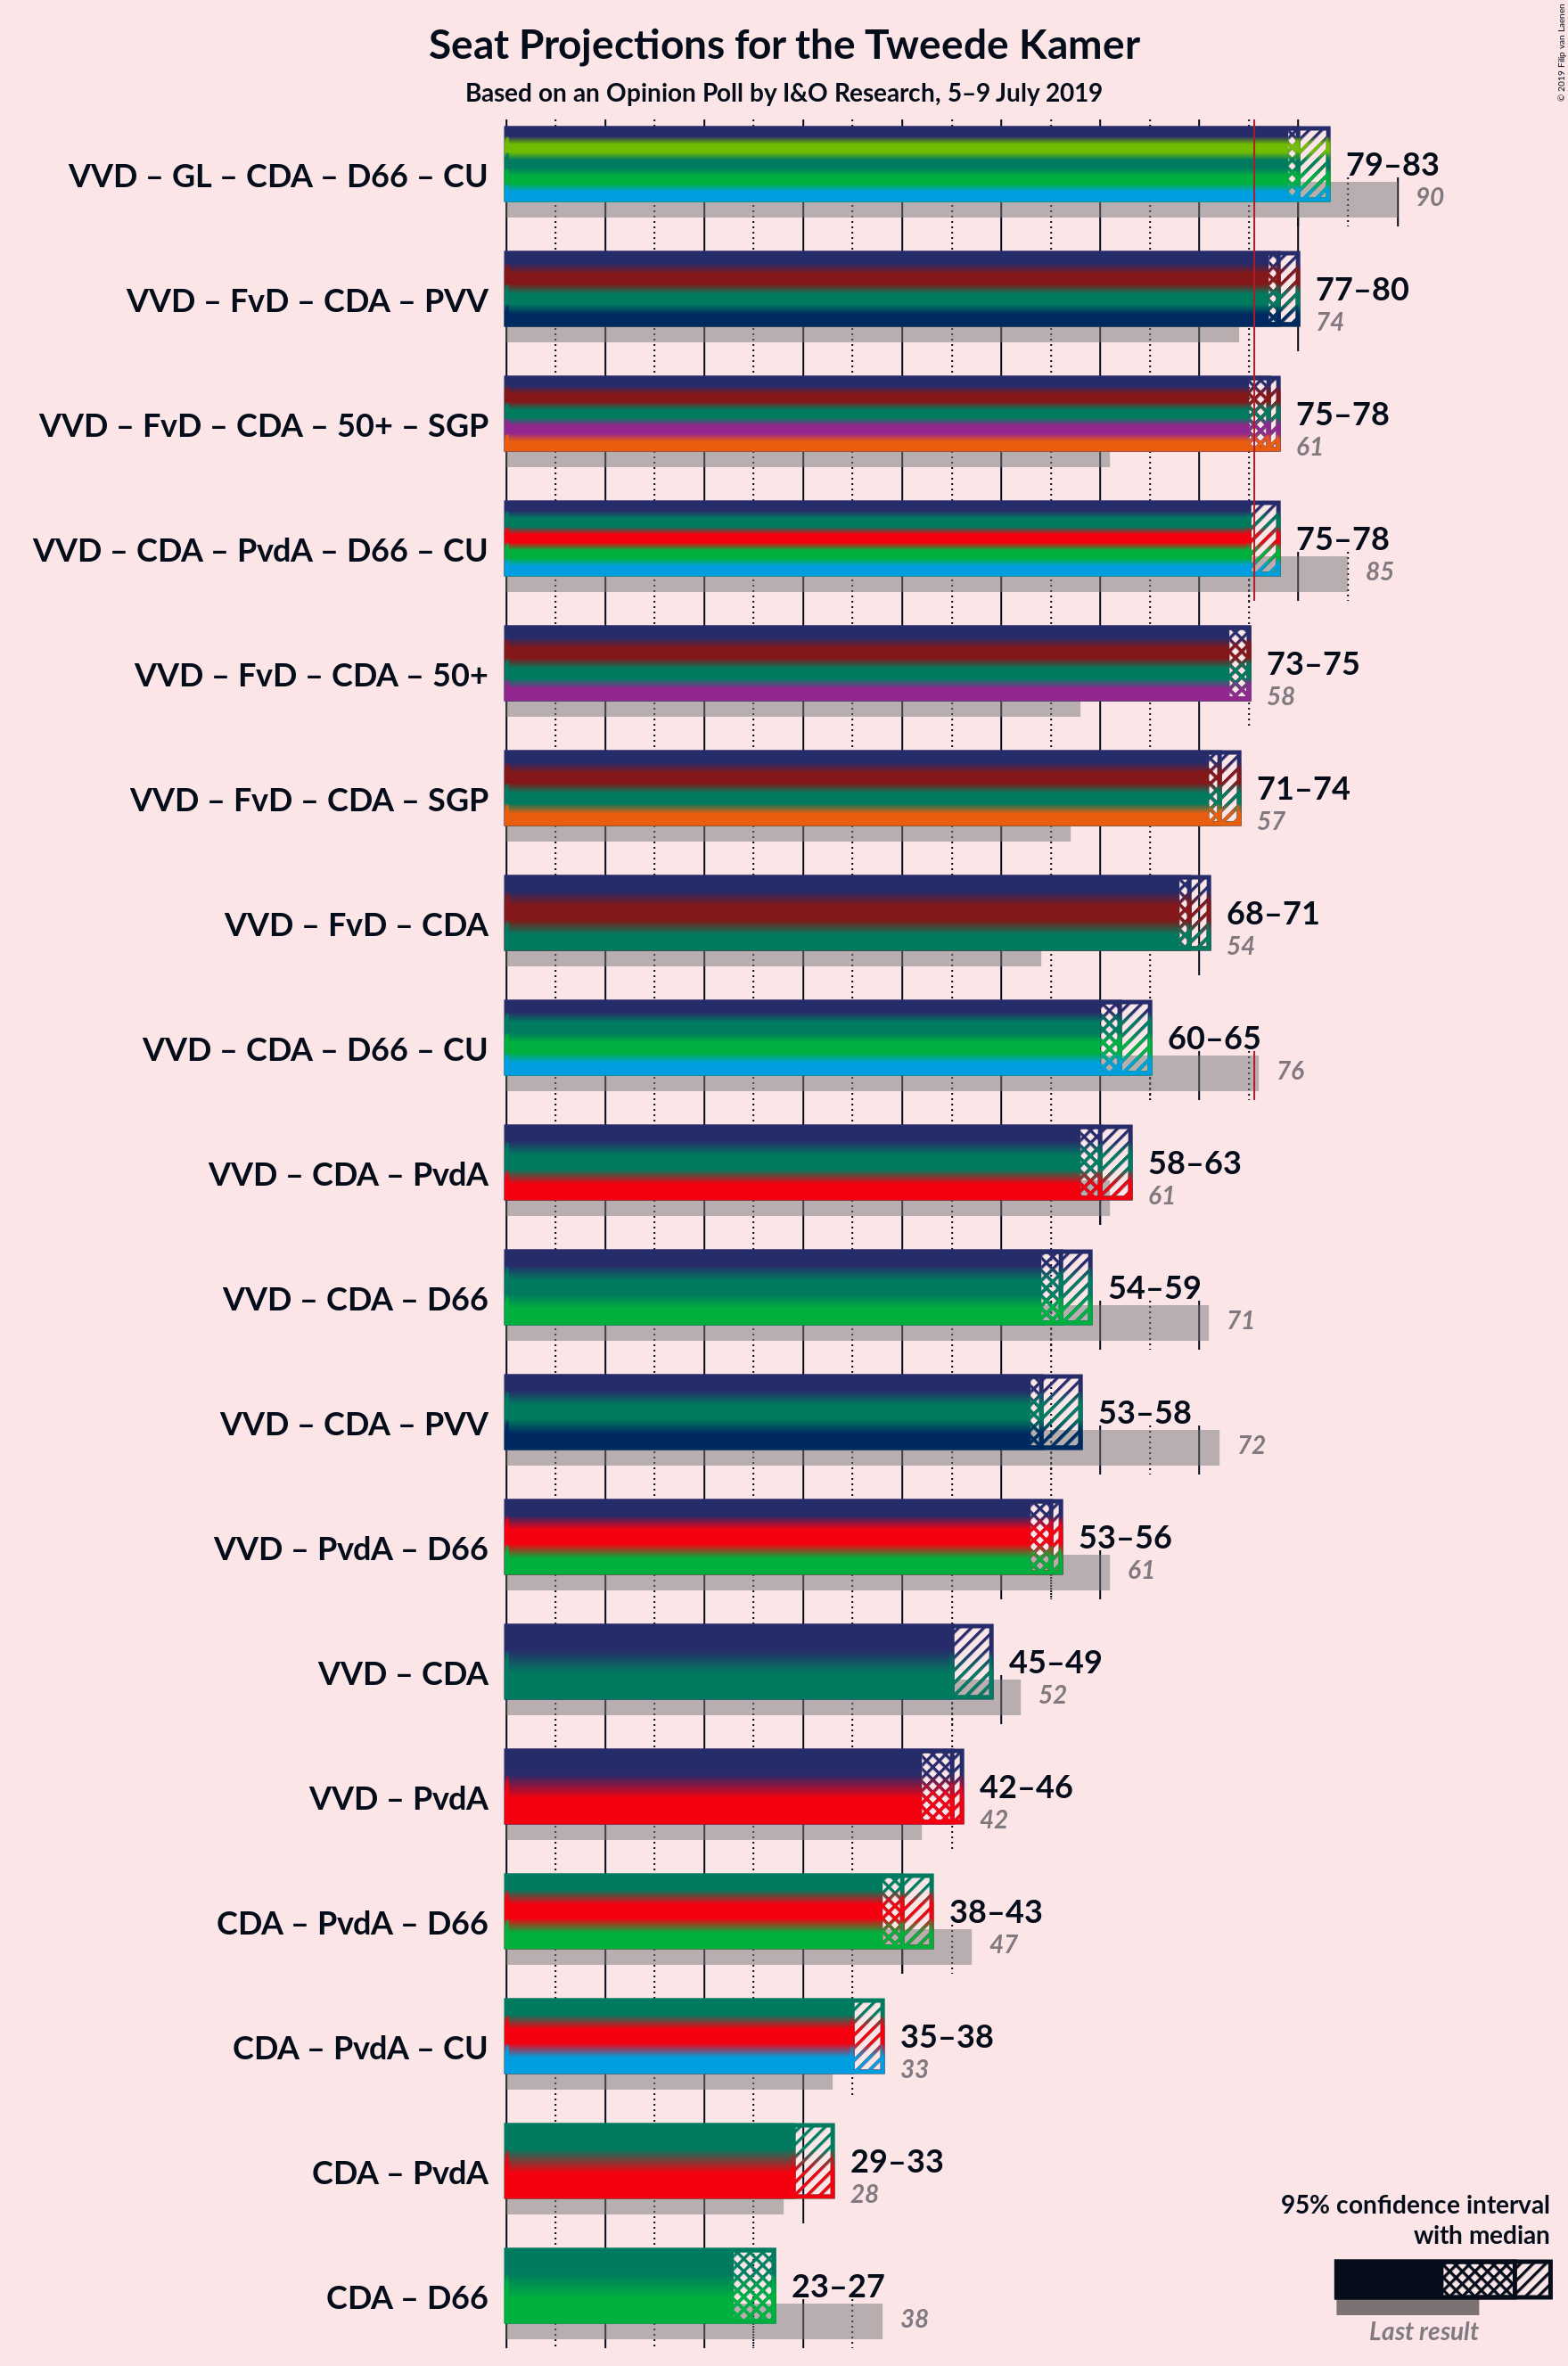 Seat Projections for the Tweede Kamer
Based on an Opinion Poll by I&O Research, 5–9 July 2019
© 2019 Filip van Laenen
VVD – GL – CDA – D66 – CU
79–83
90
VVD – FvD – CDA – PVV
77–80
74
VVD – FvD – CDA – 50+ – SGP
75–78
61
VVD – CDA – PvdA – D66 – CU
75–78
85
VVD – FvD – CDA – 50+
73–75
58
VVD – FvD – CDA – SGP
71–74
57
VVD – FvD – CDA
68–71
54
VVD – CDA – D66 – CU
60–65
76
VVD – CDA – PvdA
58–63
61
VVD – CDA – D66
54–59
71
VVD – CDA – PVV
53–58
72
VVD – PvdA – D66
53–56
61
VVD – CDA
45–49
52
VVD – PvdA
42–46
42
CDA – PvdA – D66
38–43
47
CDA – PvdA – CU
35–38
33
CDA – PvdA
29–33
28
CDA – D66
23–27
38
95% confidence interval
with median
Last result